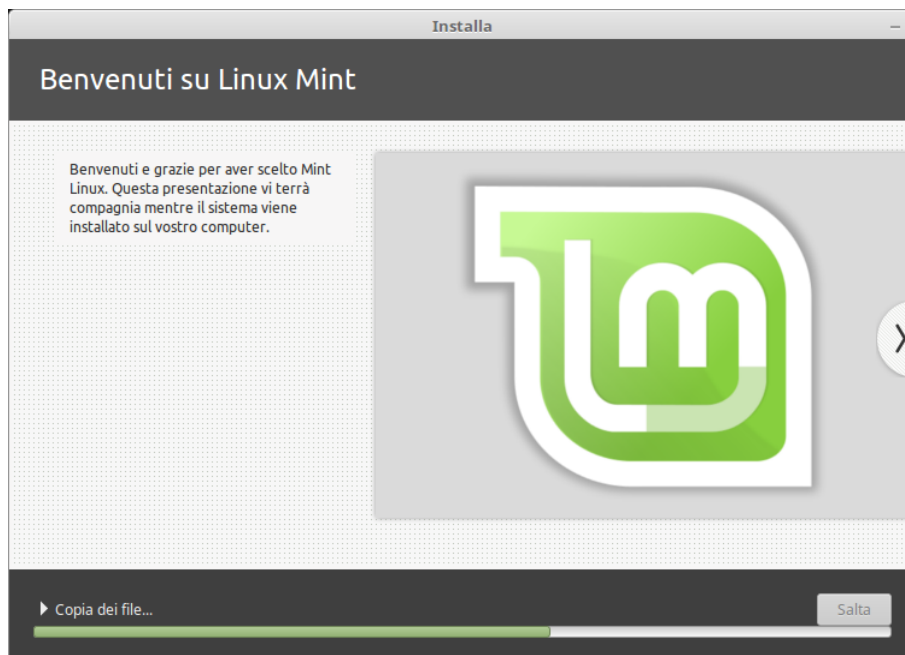 Installa
Benvenuti su Linux Mint
Benvenuti e grazie per aver scelto Mint
Linux. Questa presentazione vi terrà
compagnia mentre il sistema viene
installato sul vostro computer.
Copia dei file...
Salta